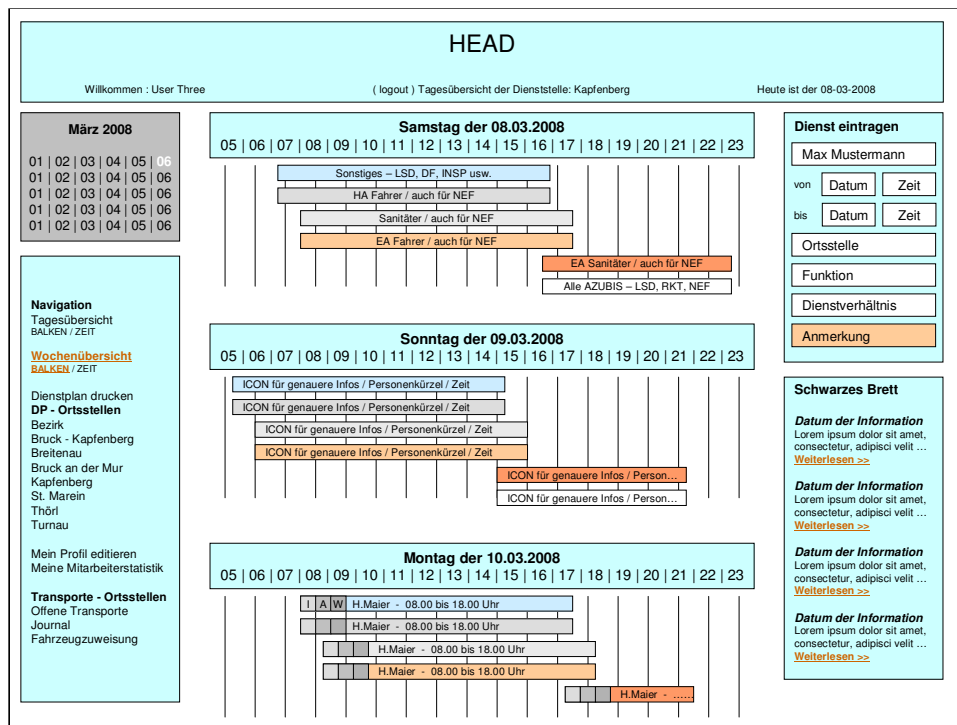 HEAD
Willkommen : User Three
( logout ) Tagesübersicht der Dienststelle: Kapfenberg
Heute ist der 08-03-2008
März 2008
01 | 02 | 03 | 04 | 05 | 06
01 | 02 | 03 | 04 | 05 | 06
01 | 02 | 03 | 04 | 05 | 06
01 | 02 | 03 | 04 | 05 | 06
01 | 02 | 03 | 04 | 05 | 06
Navigation
Tagesübersicht
BALKEN / ZEIT
Wochenübersicht
BALKEN / ZEIT
Dienstplan drucken
DP - Ortsstellen
Bezirk
Bruck - Kapfenberg
Breitenau
Bruck an der Mur
Kapfenberg
St. Marein
Thörl
Turnau
Mein Profil editieren
Meine Mitarbeiterstatistik
Transporte - Ortsstellen
Offene Transporte
Journal
Fahrzeugzuweisung
Samstag der 08.03.2008
05 | 06 | 07 | 08 | 09 | 10 | 11 | 12 | 13 | 14 | 15 | 16 | 17 | 18 | 19 | 20 | 21 | 22 | 23
Sonstiges – LSD, DF, INSP usw.
HA Fahrer / auch für NEF
Sanitäter / auch für NEF
EA Fahrer / auch für NEF
EA Sanitäter / auch für NEF
Alle AZUBIS – LSD, RKT, NEF
Sonntag der 09.03.2008
05 | 06 | 07 | 08 | 09 | 10 | 11 | 12 | 13 | 14 | 15 | 16 | 17 | 18 | 19 | 20 | 21 | 22 | 23
ICON für genauere Infos / Personenkürzel / Zeit
ICON für genauere Infos / Personenkürzel / Zeit
ICON für genauere Infos / Personenkürzel / Zeit
ICON für genauere Infos / Personenkürzel / Zeit
ICON für genauere Infos / Person…
ICON für genauere Infos / Person…
Montag der 10.03.2008
05 | 06 | 07 | 08 | 09 | 10 | 11 | 12 | 13 | 14 | 15 | 16 | 17 | 18 | 19 | 20 | 21 | 22 | 23
I A W H.Maier - 08.00 bis 18.00 Uhr
H.Maier - 08.00 bis 18.00 Uhr
H.Maier - 08.00 bis 18.00 Uhr
H.Maier - 08.00 bis 18.00 Uhr
H.Maier - ……
Dienst eintragen
Max Mustermann
von Datum Zeit
bis Datum Zeit
Ortsstelle
Funktion
Dienstverhältnis
Anmerkung
Schwarzes Brett
Datum der Information
Lorem ipsum dolor sit amet,
consectetur, adipisci velit …
Weiterlesen >>
Datum der Information
Lorem ipsum dolor sit amet,
consectetur, adipisci velit …
Weiterlesen >>
Datum der Information
Lorem ipsum dolor sit amet,
consectetur, adipisci velit …
Weiterlesen >>
Datum der Information
Lorem ipsum dolor sit amet,
consectetur, adipisci velit …
Weiterlesen >>